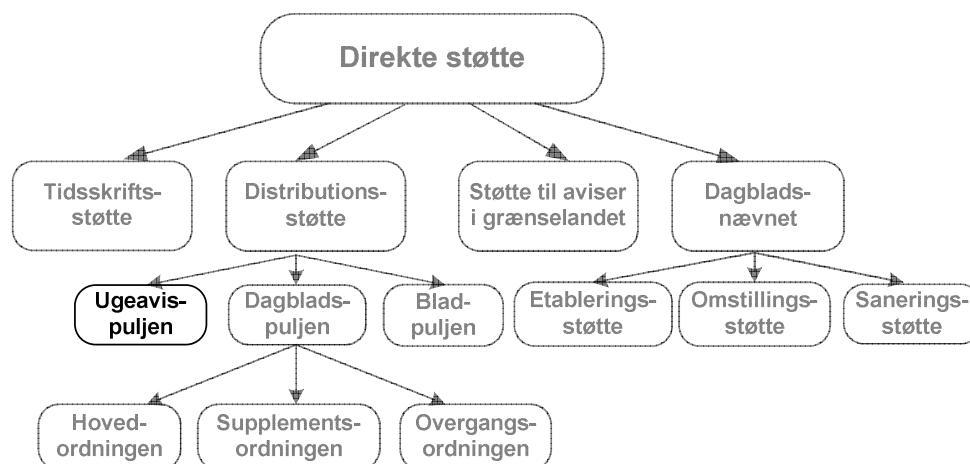 Direkte støtte
Tidsskrifts-
støtte
Distributions-
støtte
Støtte til aviser
i grænselandet
Dagblads-
nævnet
Ugeavis-
puljen
Dagblads-
puljen
Blad-
puljen
Etablerings-
støtte
Omstillings-
støtte
Sanerings-
støtte
Hoved-
ordningen
Supplements-
ordningen
Overgangs-
ordningen